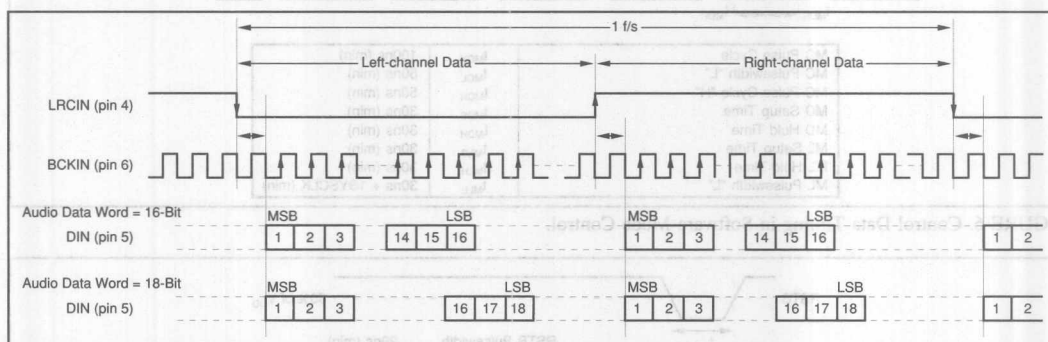 1 f/s
Left-channel Data
Right-channel Data
LRCIN (pin 4)
BCKIN (pin 6)
Audio Data Word = 16-Bit
DIN (pin 5)
MSB LSB MSB LSB
1 2 3 14 15 16 1 2 3 14 15 16 1 2
Audio Data Word = 18-Bit
DIN (pin 5)
MSB LSB MSB LSB
1 2 3 16 17 18 1 2 3 16 17 18 1 2